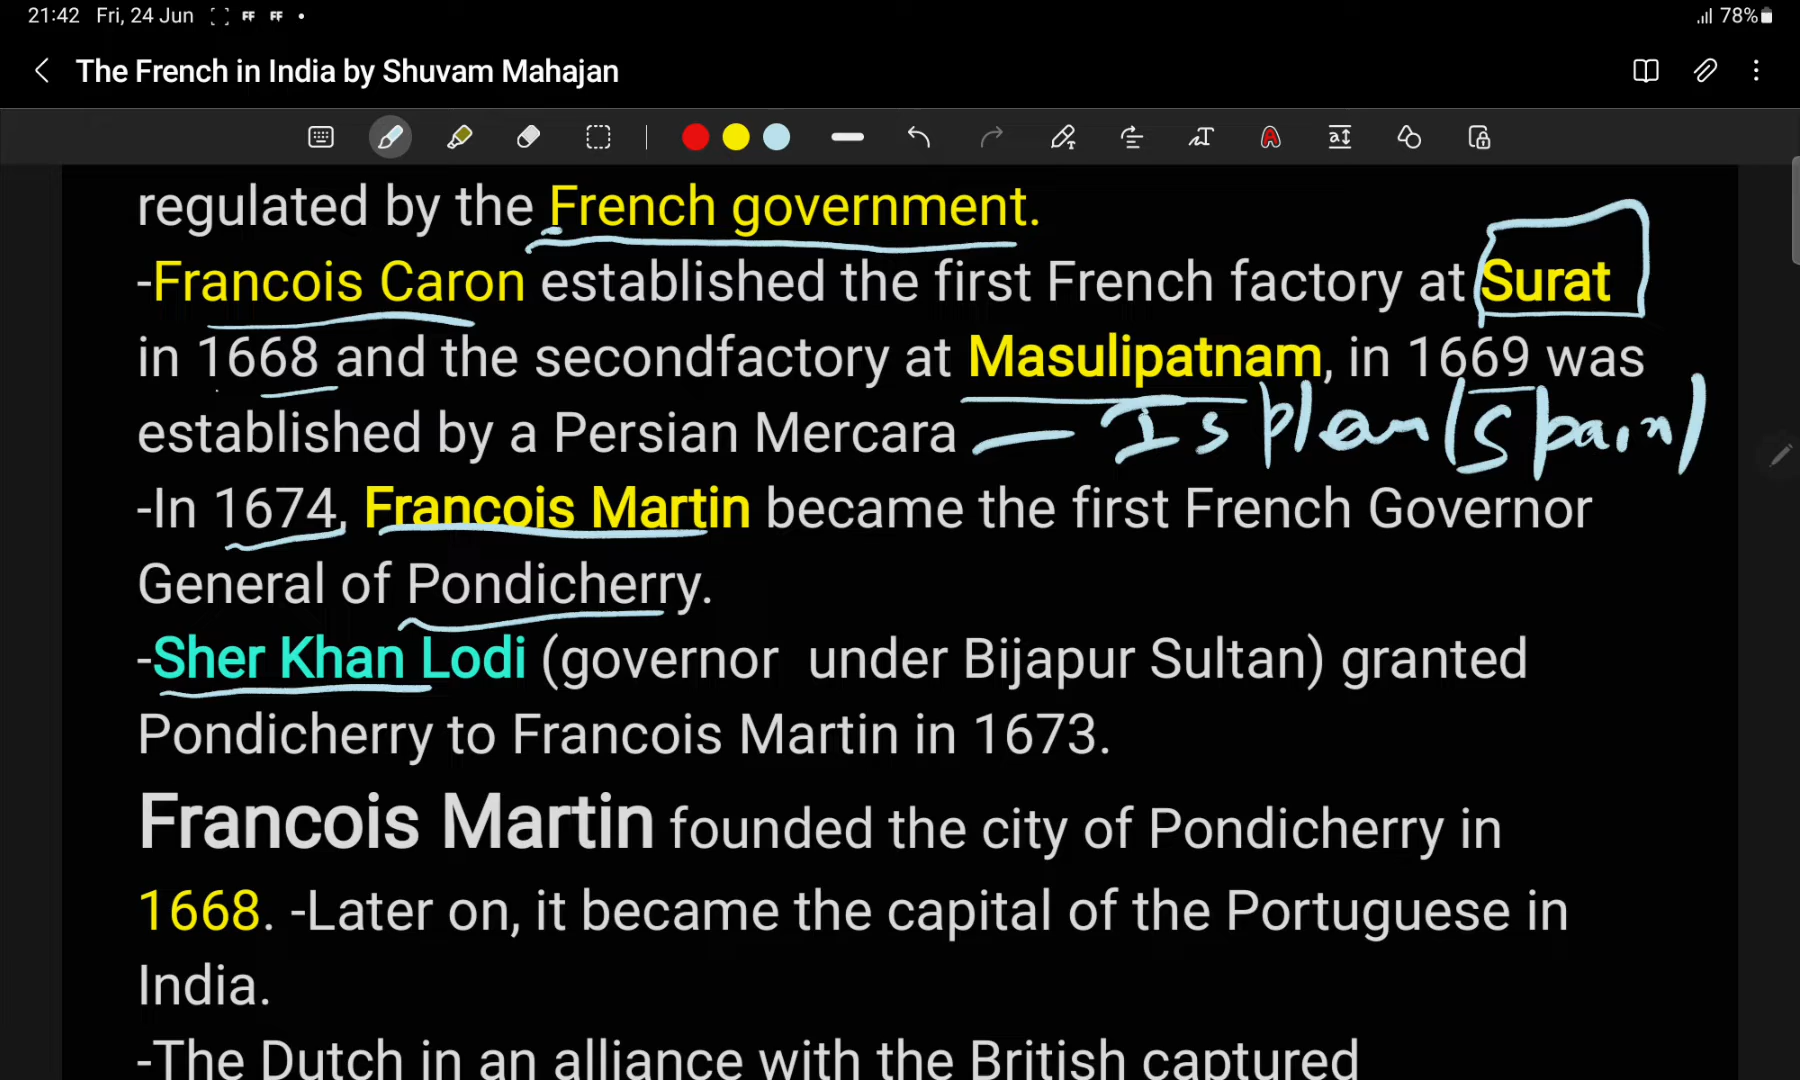 21:42 Fri, 24 Jun FF FF 78%
The French in India by Shuvam Mahajan
regulated by the French government.
-Francois Caron established the first French factory at Surat
in 1668 and the secondfactory at Masulipatnam, in 1669 was
established by a Persian Mercara — Isplan (Spain)
-In 1674, Francois Martin became the first French Governor
General of Pondicherry.
-Sher Khan Lodi (governor under Bijapur Sultan) granted
Pondicherry to Francois Martin in 1673.
Francois Martin founded the city of Pondicherry in
1668. -Later on, it became the capital of the Portuguese in
India.
-The Dutch in an alliance with the British captured